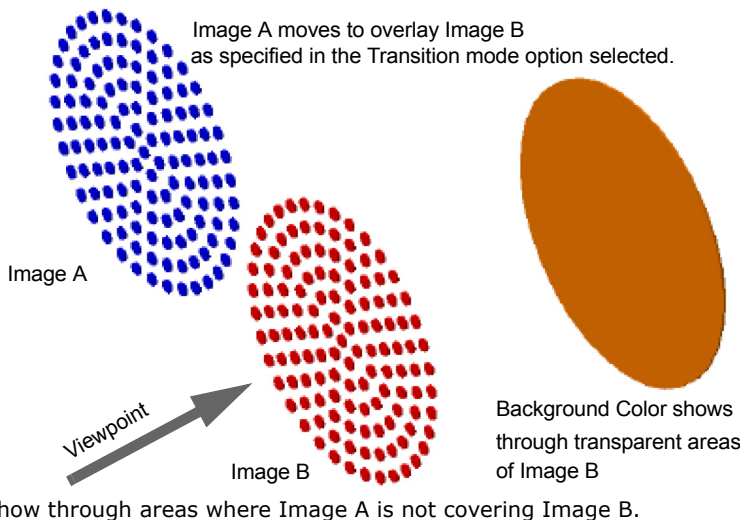 Image A moves to overlay Image B
as specified in the Transition mode option selected.
Image A
Viewpoint
Image B
Background Color shows
through transparent areas
of Image B
how through areas where Image A is not covering Image B.